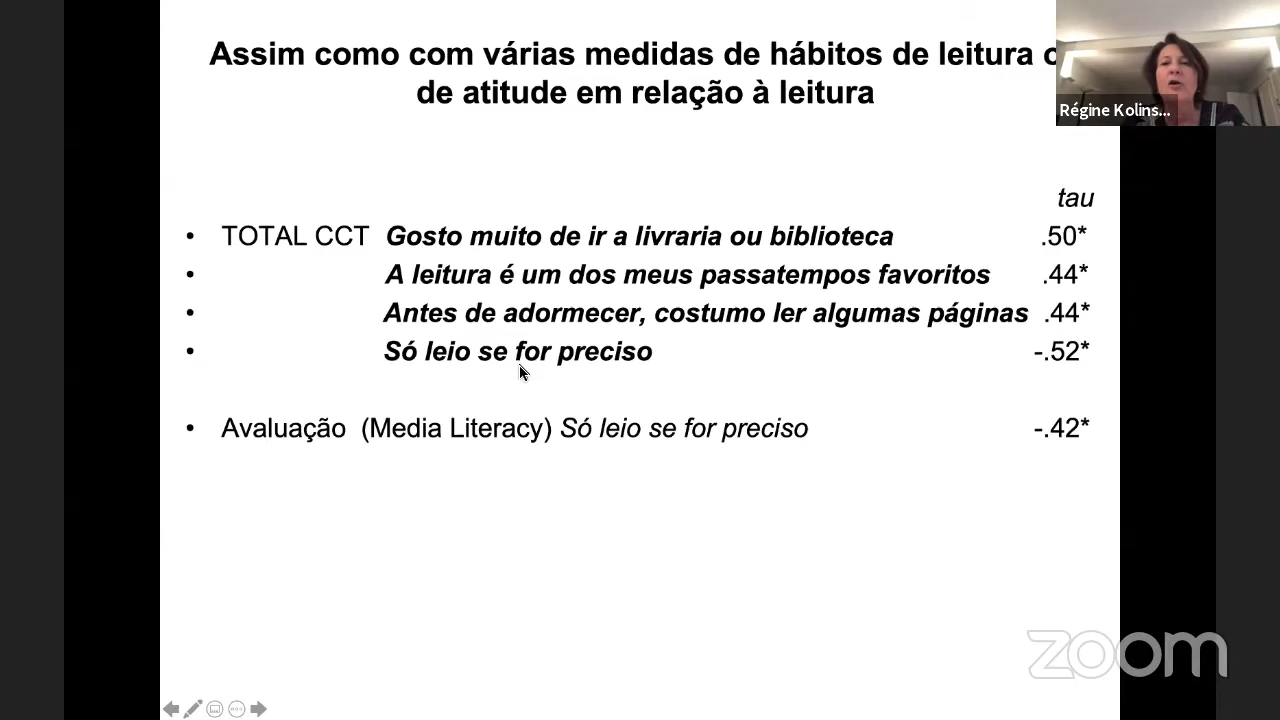 Assim como com várias medidas de hábitos de leitura
de atitude em relação à leitura
Régine Kolins...
tau
• TOTAL CCT Gosto muito de ir a livraria ou biblioteca .50*
• A leitura é um dos meus passatempos favoritos .44*
• Antes de adormecer, costumo ler algumas páginas .44*
• Só leio se for preciso -.52*
• Avaluação (Media Literacy) Só leio se for preciso -.42*
zoom